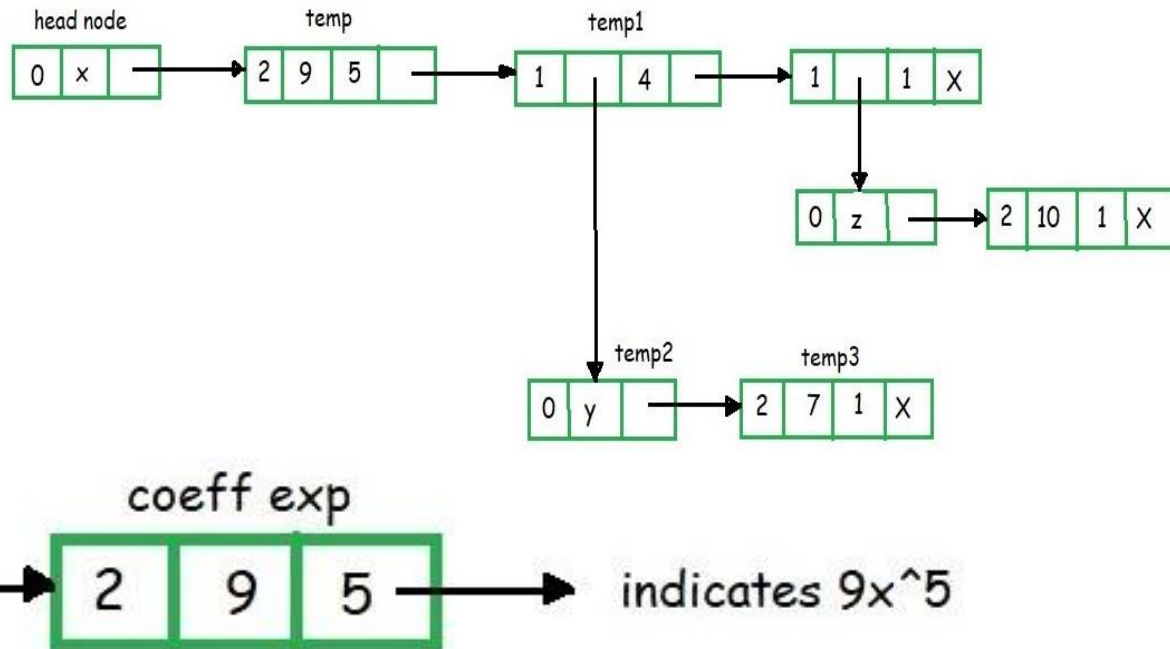 head node temp temp1
0 x 2 9 5 1 4 1 1 X
0 z 2 10 1 X
temp2 temp3
0 y 2 7 1 X
coeff exp
2 9 5 indicates 9x^5